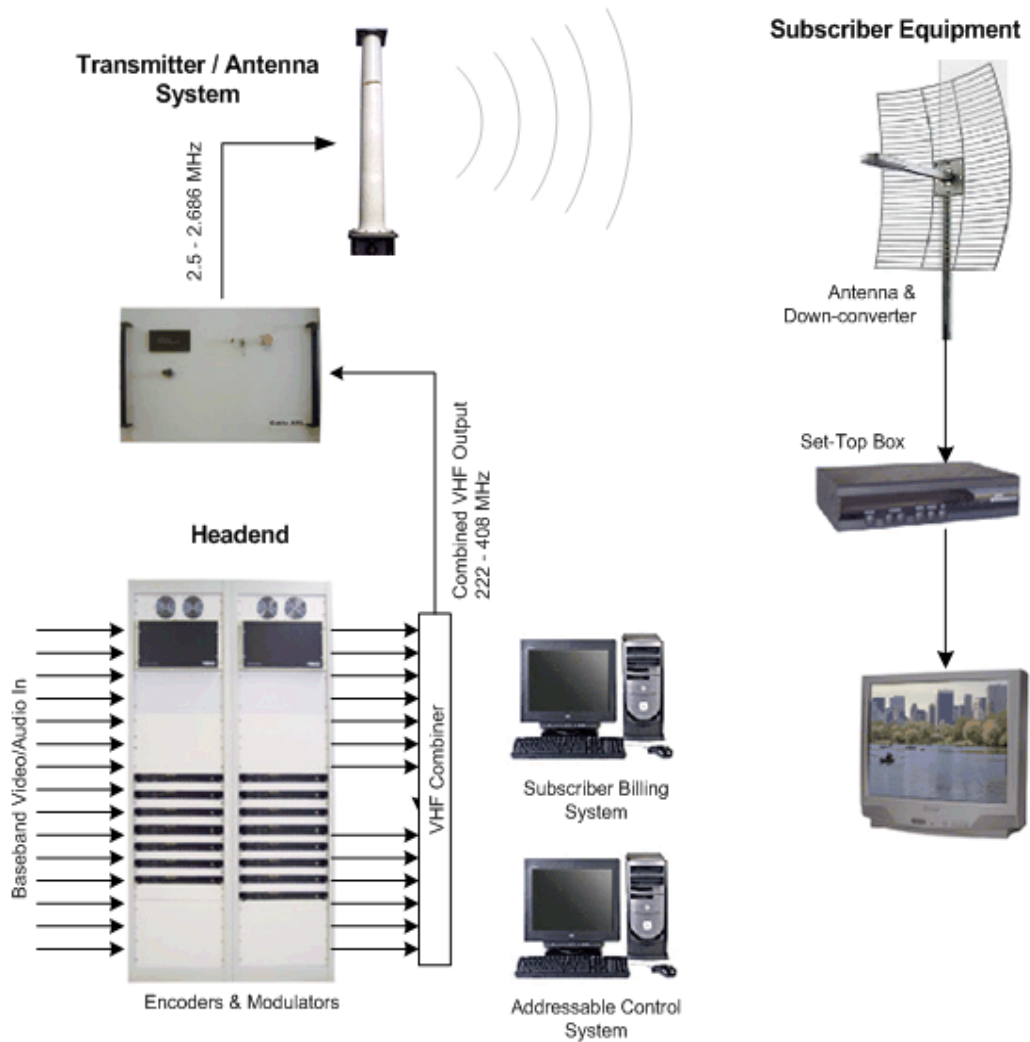 Transmitter / Antenna
System
Subscriber Equipment
2.5 - 2.686 MHz
Antenna &
Down-converter
Combined VHF Output
222 - 408 MHz
Set-Top Box
Headend
Baseband Video/Audio In
VHF Combiner
Encoders & Modulators
Subscriber Billing
System
Addressable Control
System